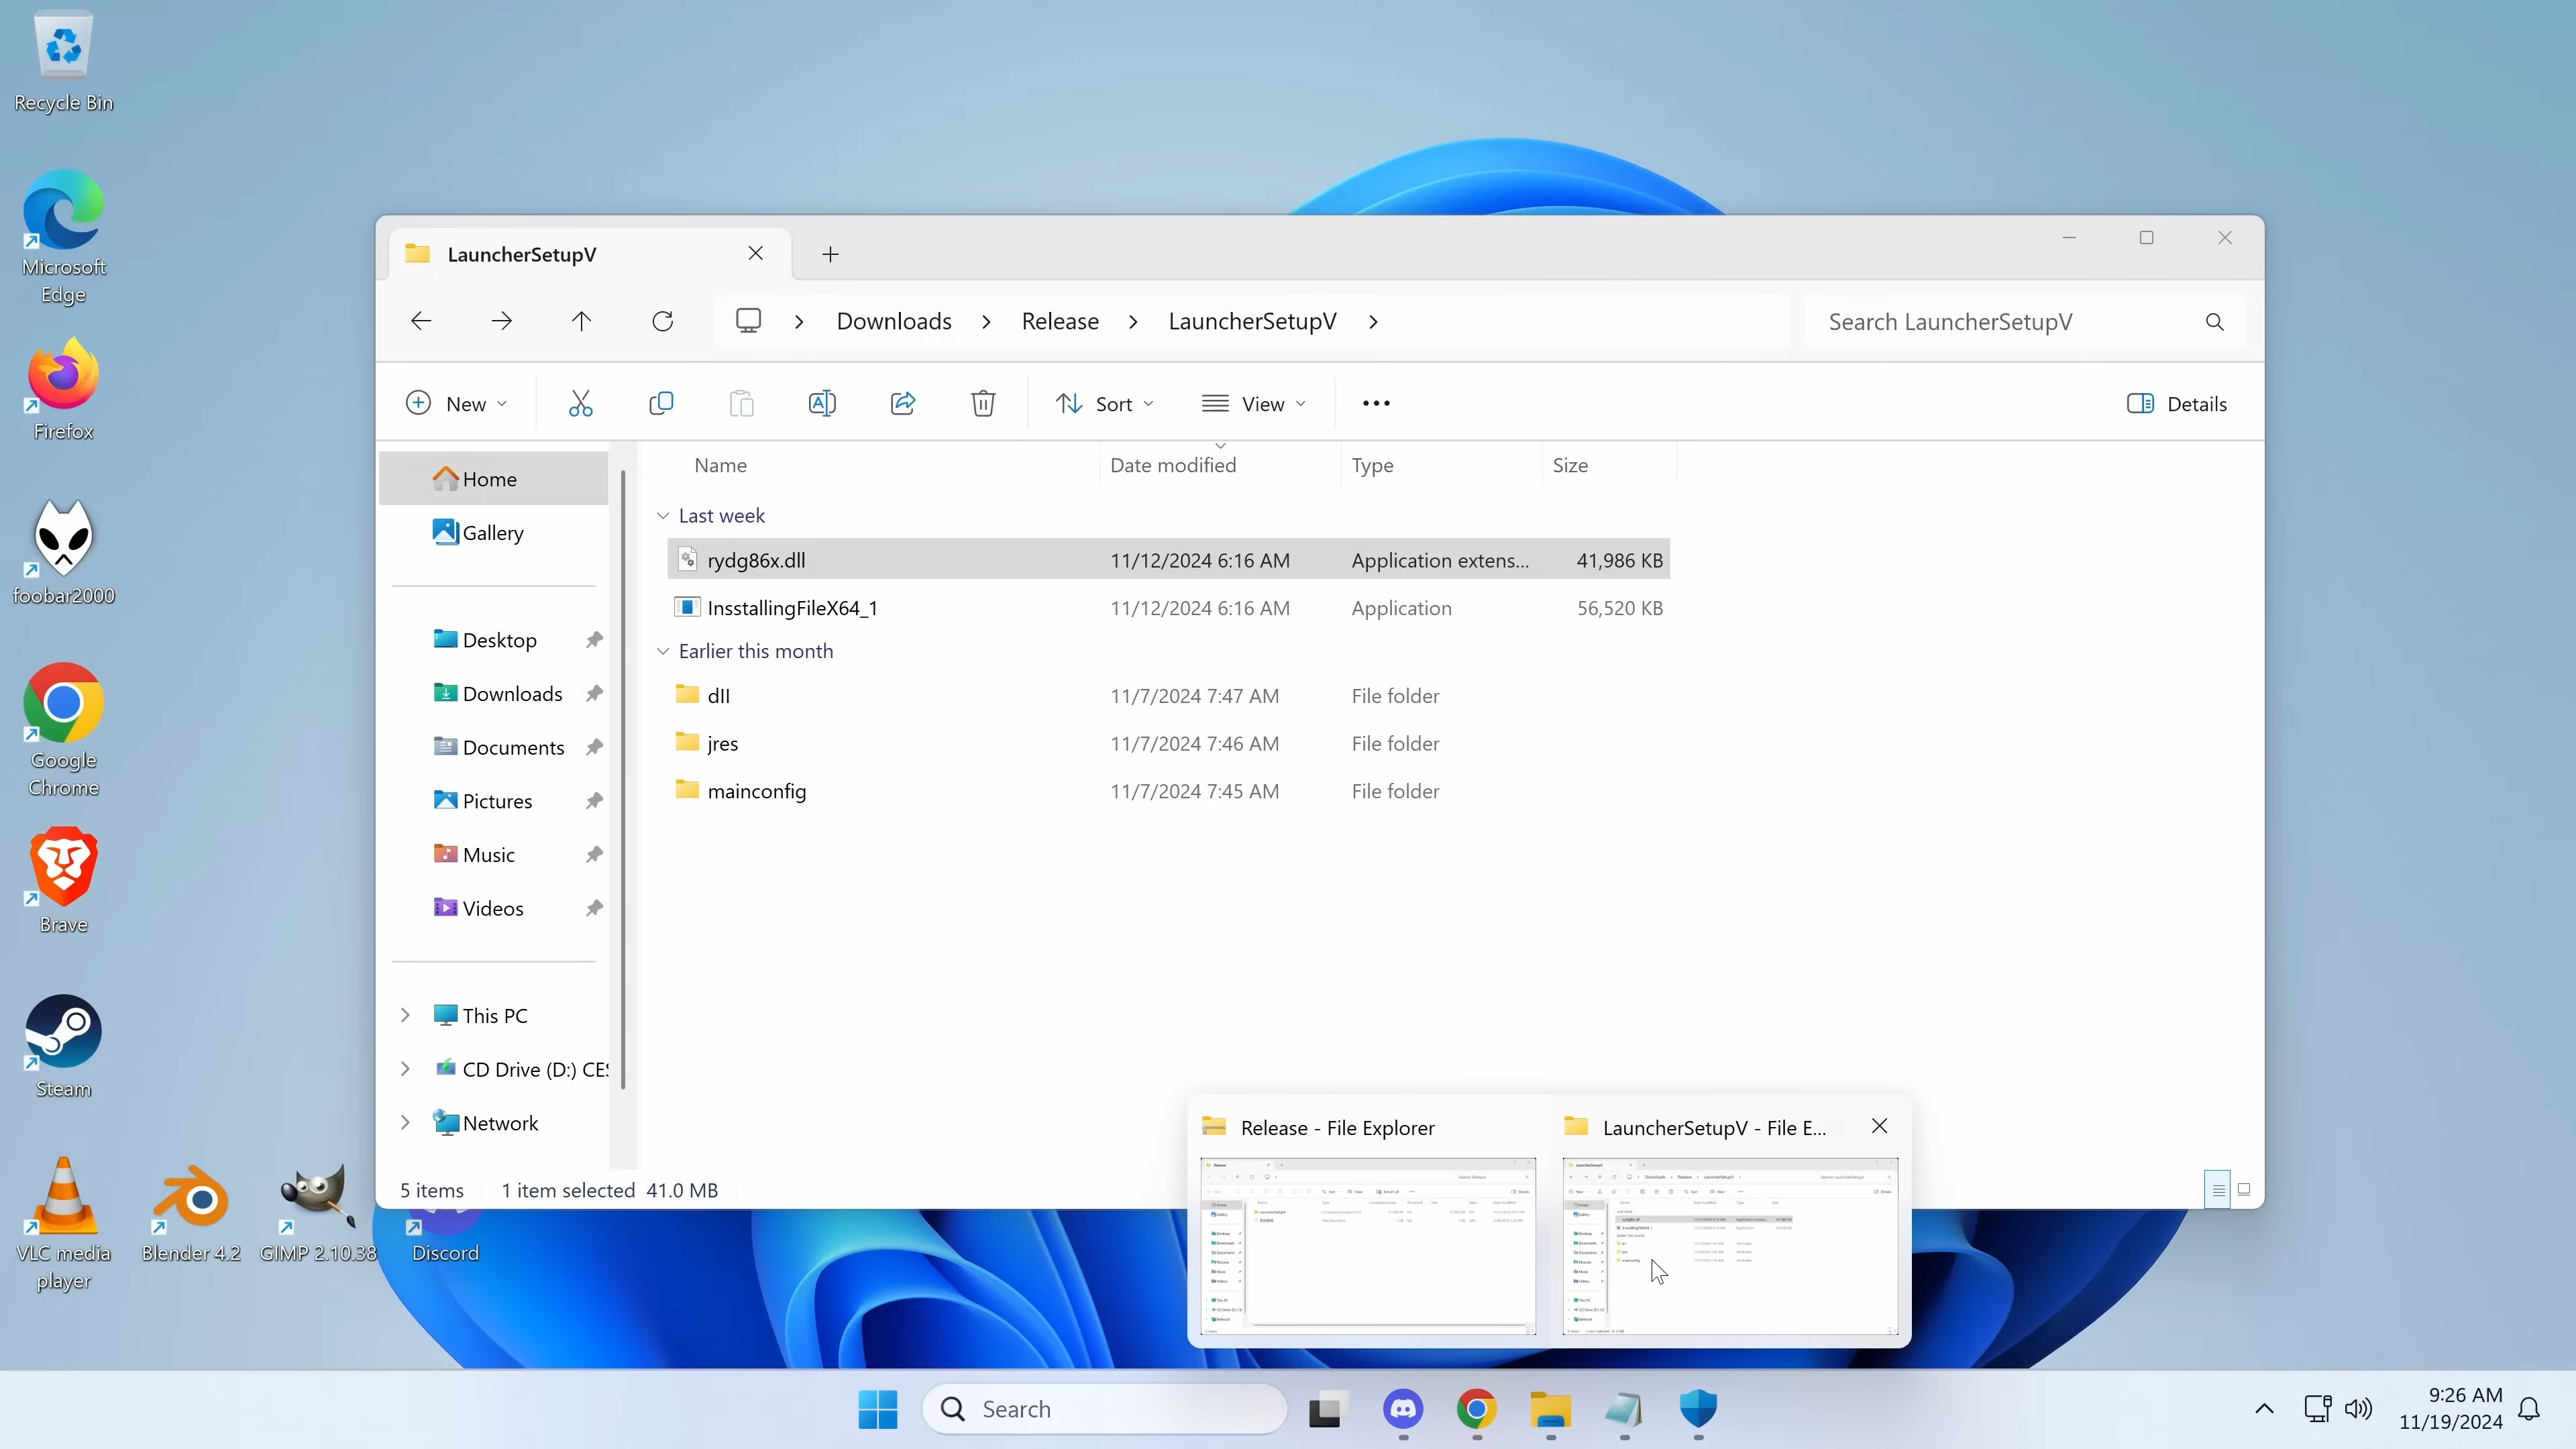 Recycle Bin
Microsoft
Edge
Firefox
foobar2000
Google
Chrome
Brave
Steam
VLC media
player
Blender 4.2
GIMP 2.10.38
Discord
LauncherSetupV
Downloads
Release
LauncherSetupV
Search LauncherSetupV
New
Sort
View
Details
Home
Gallery
Desktop
Downloads
Documents
Pictures
Music
Videos
This PC
CD Drive (D:) CES
Network
Name Date modified Type Size
Last week
rydg86x.dll 11/12/2024 6:16 AM Application extens... 41,986 KB
InsstallingFileX64_1 11/12/2024 6:16 AM Application 56,520 KB
Earlier this month
dll 11/7/2024 7:47 AM File folder
jres 11/7/2024 7:46 AM File folder
mainconfig 11/7/2024 7:45 AM File folder
5 items 1 item selected 41.0 MB
Release - File Explorer
LauncherSetupV - File E...
Search
9:26 AM
11/19/2024